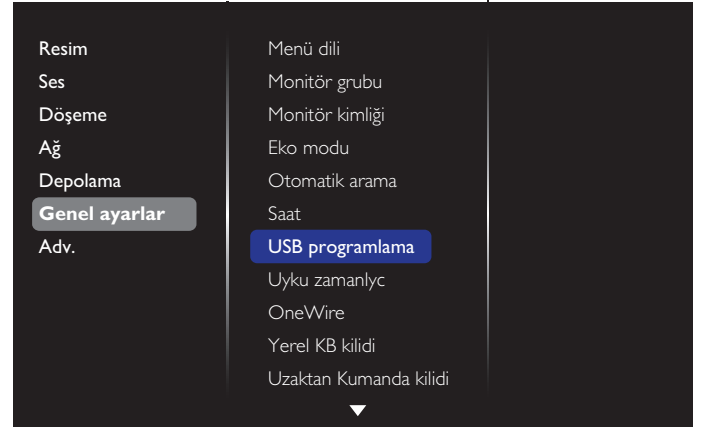 Resim
Ses
Döşeme
Ağ
Depolama
Genel ayarlar
Adv.
Menü dili
Monitör grubu
Monitör kimliği
Eko modu
Otomatik arama
Saat
USB programlama
Uyku zamanlyc
OneWire
Yerel KB kilidi
Uzaktan Kumanda kilidi